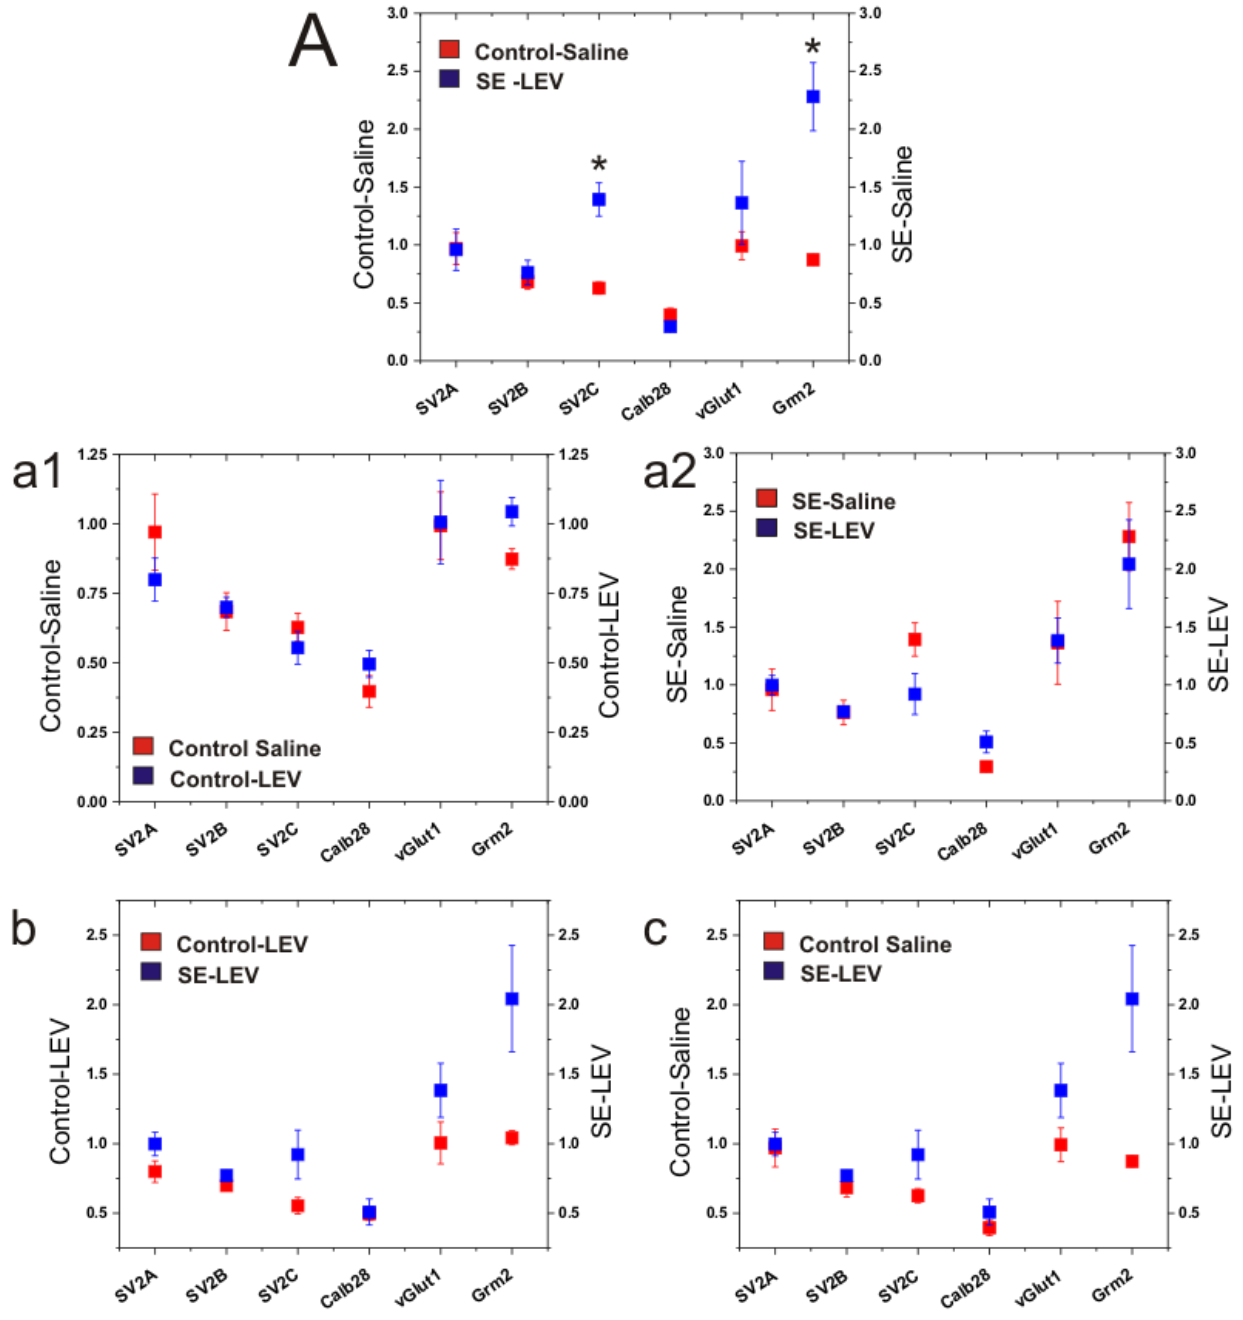 A
Control-Saline
SE -LEV
*
*
3.0
2.5
2.0
1.5
1.0
0.5
0.0
3.0
2.5
2.0
1.5
1.0
0.5
0.0
Control-Saline
SE-Saline
SV2A
SV2B
SV2C
Calb28
vGlut1
Grm2
a1
1.25
1.00
0.75
0.50
0.25
0.00
1.25
1.00
0.75
0.50
0.25
0.00
Control-Saline
Control-LEV
Control Saline
Control-LEV
SV2A
SV2B
SV2C
Calb28
vGlut1
Grm2
a2
3.0
2.5
2.0
1.5
1.0
0.5
0.0
3.0
2.5
2.0
1.5
1.0
0.5
0.0
SE-Saline
SE-LEV
SE-Saline
SE-LEV
SV2A
SV2B
SV2C
Calb28
vGlut1
Grm2
b
Control-LEV
SE-LEV
2.5
2.0
1.5
1.0
0.5
2.5
2.0
1.5
1.0
0.5
Control-LEV
SE-LEV
SV2A
SV2B
SV2C
Calb28
vGlut1
Grm2
c
Control Saline
SE-LEV
2.5
2.0
1.5
1.0
0.5
2.5
2.0
1.5
1.0
0.5
Control-Saline
SE-LEV
SV2A
SV2B
SV2C
Calb28
vGlut1
Grm2